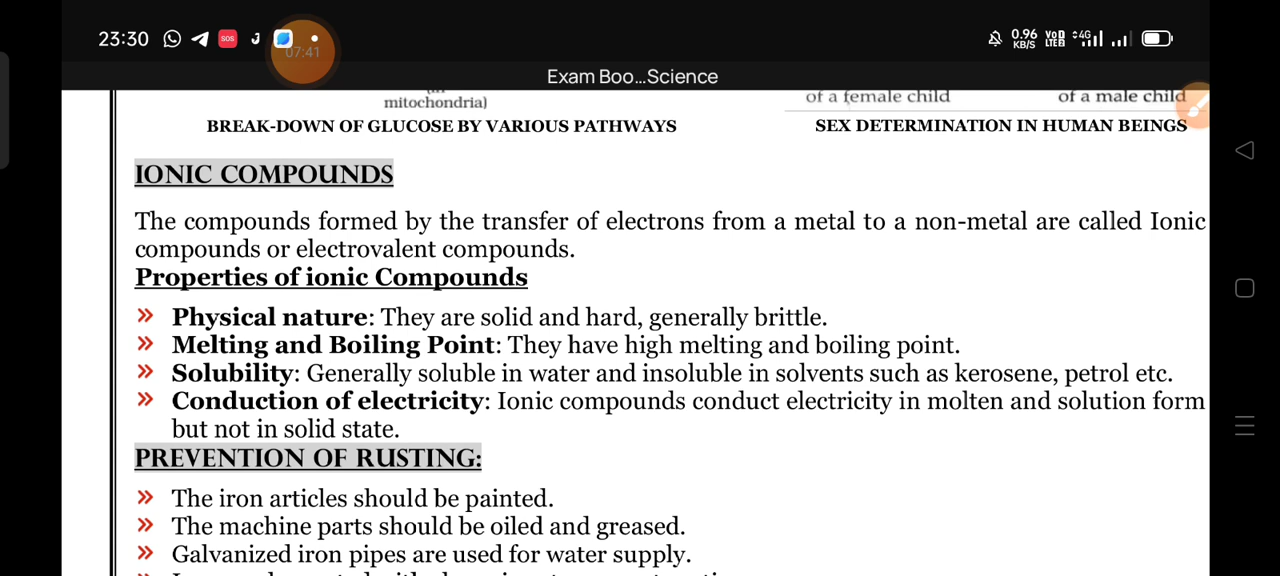 23:30 SOS 0.96 KB/S VoD LTE2 4G
07:41
Exam Boo...Science
mitochondria)
of a female child of a male child
BREAK-DOWN OF GLUCOSE BY VARIOUS PATHWAYS
SEX DETERMINATION IN HUMAN BEINGS
IONIC COMPOUNDS
The compounds formed by the transfer of electrons from a metal to a non-metal are called Ionic
compounds or electrovalent compounds.
Properties of ionic Compounds
» Physical nature: They are solid and hard, generally brittle.
» Melting and Boiling Point: They have high melting and boiling point.
» Solubility: Generally soluble in water and insoluble in solvents such as kerosene, petrol etc.
» Conduction of electricity: Ionic compounds conduct electricity in molten and solution form
but not in solid state.
PREVENTION OF RUSTING:
» The iron articles should be painted.
» The machine parts should be oiled and greased.
» Galvanized iron pipes are used for water supply.